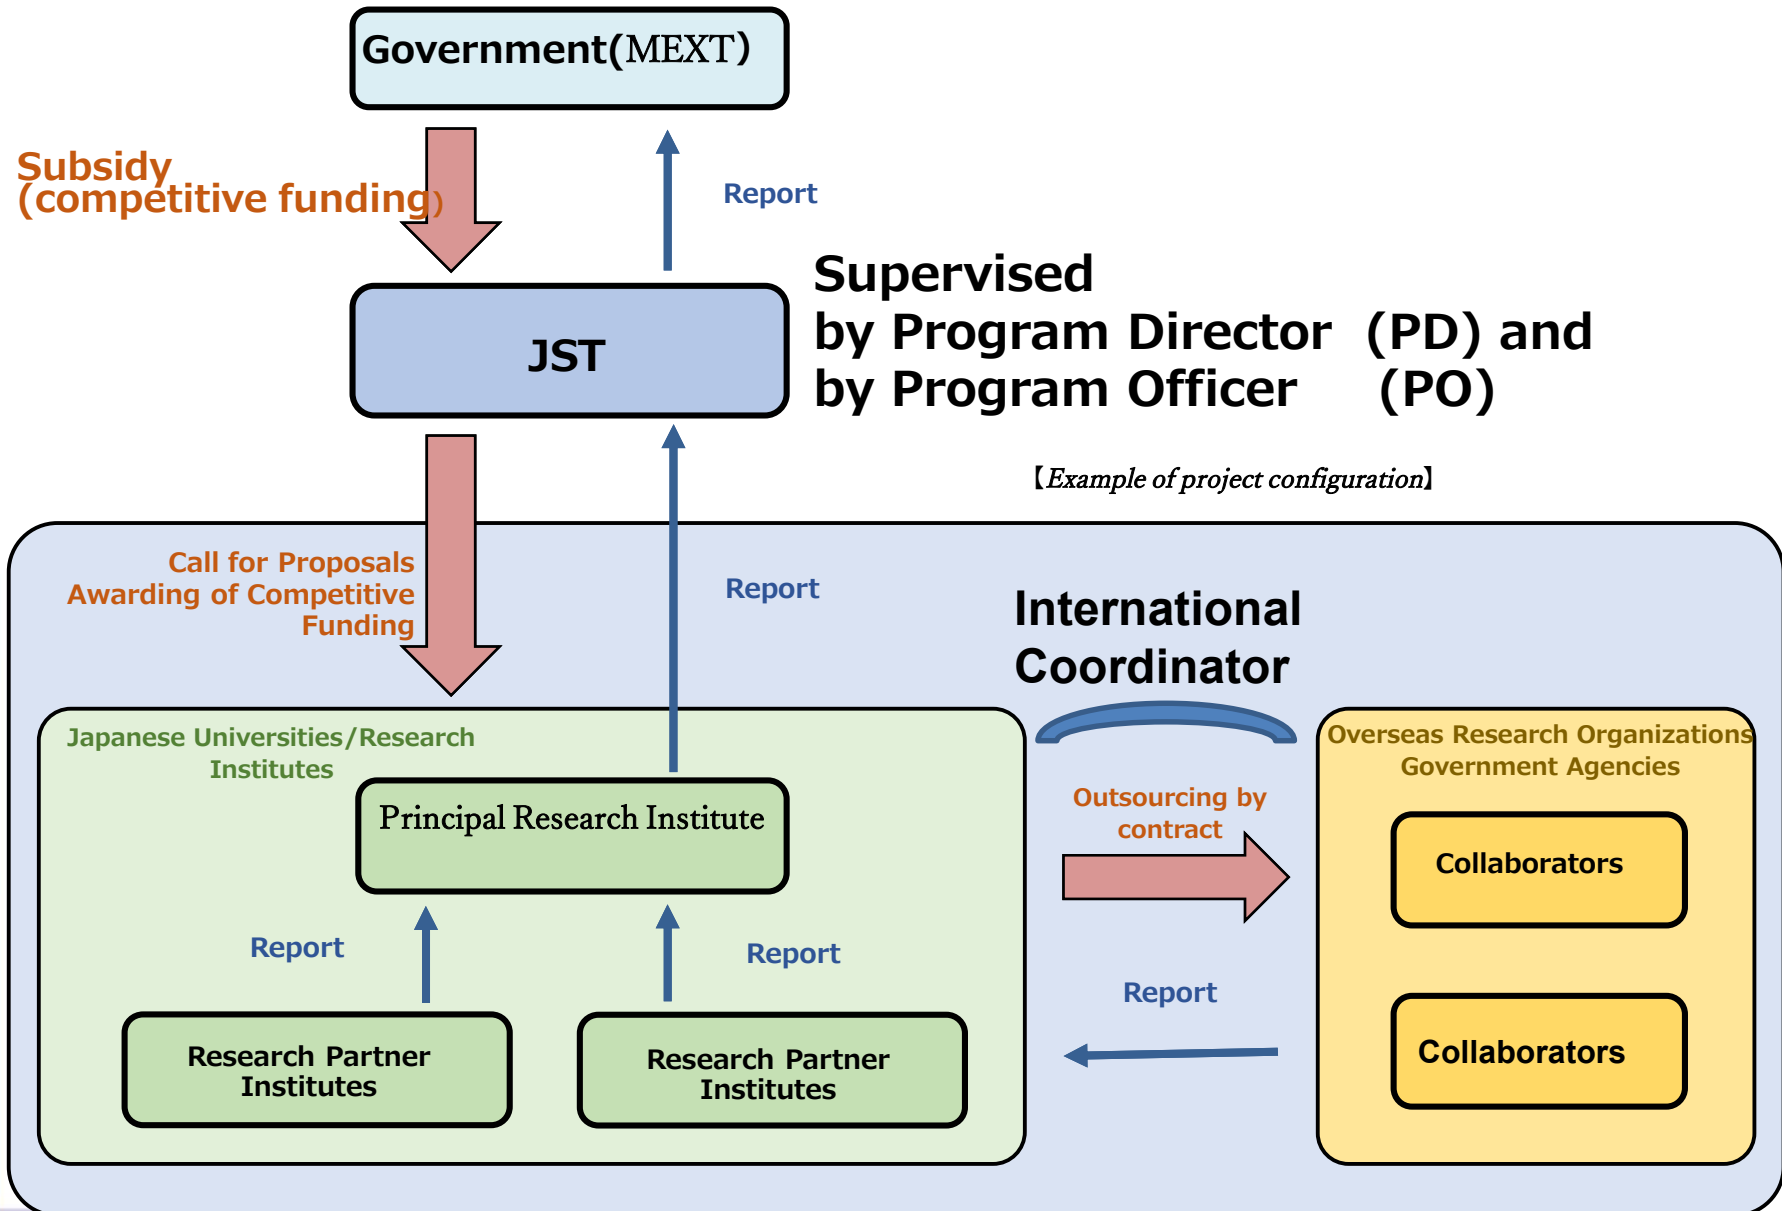 Government(MEXT)
Subsidy
(competitive funding)
Report
JST
Supervised
by Program Director (PD) and
by Program Officer (PO)
【Example of project configuration】
Call for Proposals
Awarding of Competitive
Funding
Report
International
Coordinator
Japanese Universities/Research
Institutes
Principal Research Institute
Report
Report
Research Partner
Institutes
Research Partner
Institutes
Outsourcing by
contract
Report
Overseas Research Organizations
Government Agencies
Collaborators
Collaborators